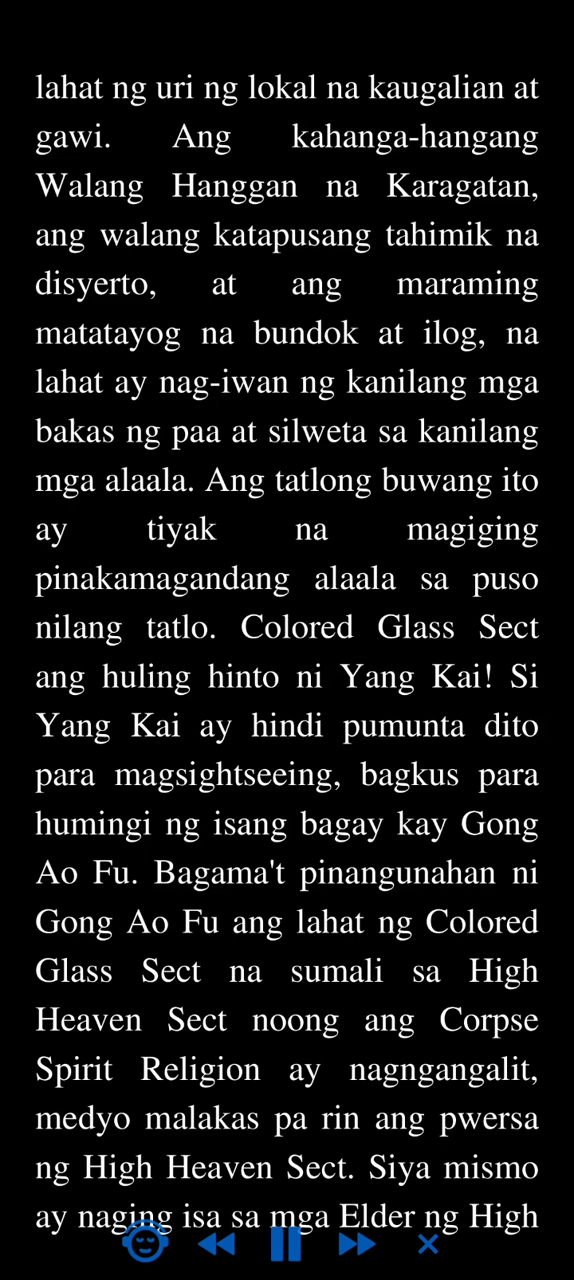 lahat ng uri ng lokal na kaugalian at
gawi. Ang kahanga-hangang
Walang Hanggan na Karagatan,
ang walang katapusang tahimik na
disyerto, at ang maraming
matatayog na bundok at ilog, na
lahat ay nag-iwan ng kanilang mga
bakas ng paa at silweta sa kanilang
mga alaala. Ang tatlong buwang ito
ay tiyak na magiging
pinakamagandang alaala sa puso
nilang tatlo. Colored Glass Sect
ang huling hinto ni Yang Kai! Si
Yang Kai ay hindi pumunta dito
para magsightseeing, bagkus para
humingi ng isang bagay kay Gong
Ao Fu. Bagama't pinangunahan ni
Gong Ao Fu ang lahat ng Colored
Glass Sect na sumali sa High
Heaven Sect noong ang Corpse
Spirit Religion ay nagngangalit,
medyo malakas pa rin ang pwersa
ng High Heaven Sect. Siya mismo
ay naging isa sa mga Elder ng High